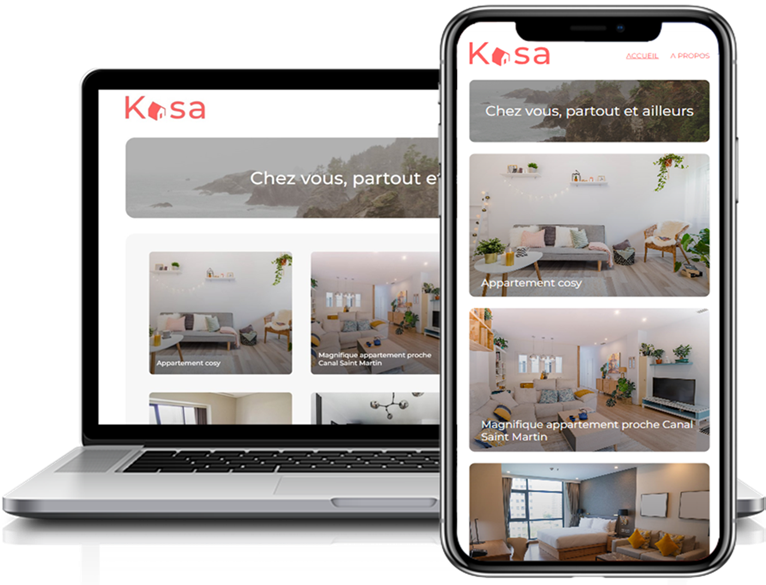 Kasa
Chez vous, partout et
Appartement cosy
Magnifique appartement proche
Canal Saint Martin
Kasa
ACCUEIL
A PROPOS
Chez vous, partout et ailleurs
Appartement cosy
Magnifique appartement proche Canal
Saint Martin